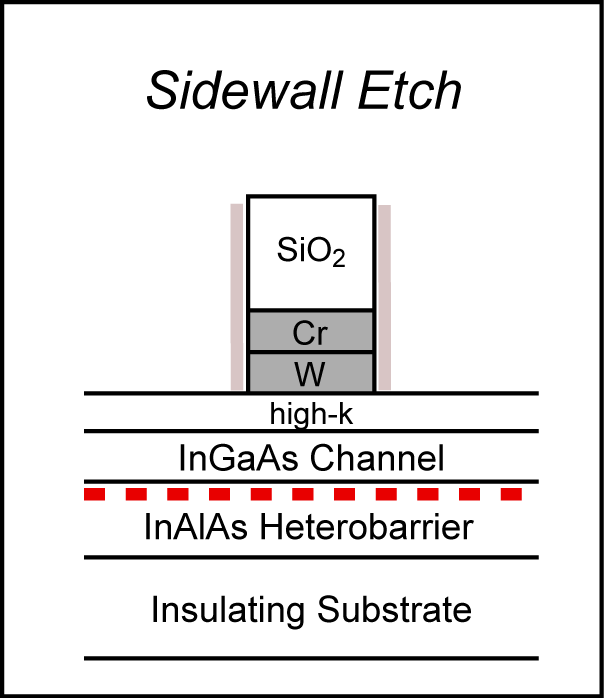 Sidewall Etch
SiO₂
Cr
W
high-k
InGaAs Channel
InAlAs Heterobarrier
Insulating Substrate